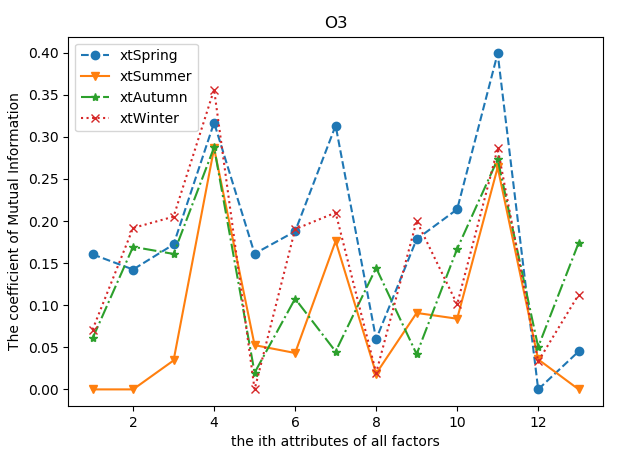 O3
xtSpring
xtSummer
xtAutumn
xtWinter
The coefficient of Mutual Information
0.40
0.35
0.30
0.25
0.20
0.15
0.10
0.05
0.00
2 4 6 8 10 12
the ith attributes of all factors